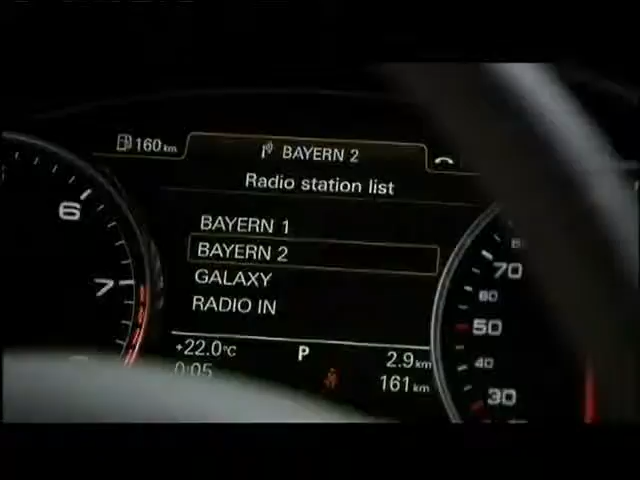 160 km
BAYERN 2
Radio station list
BAYERN 1
BAYERN 2
GALAXY
RADIO IN
+22.0°C P 2.9 km
0:05 161 km
6
7
70
60
50
40
30